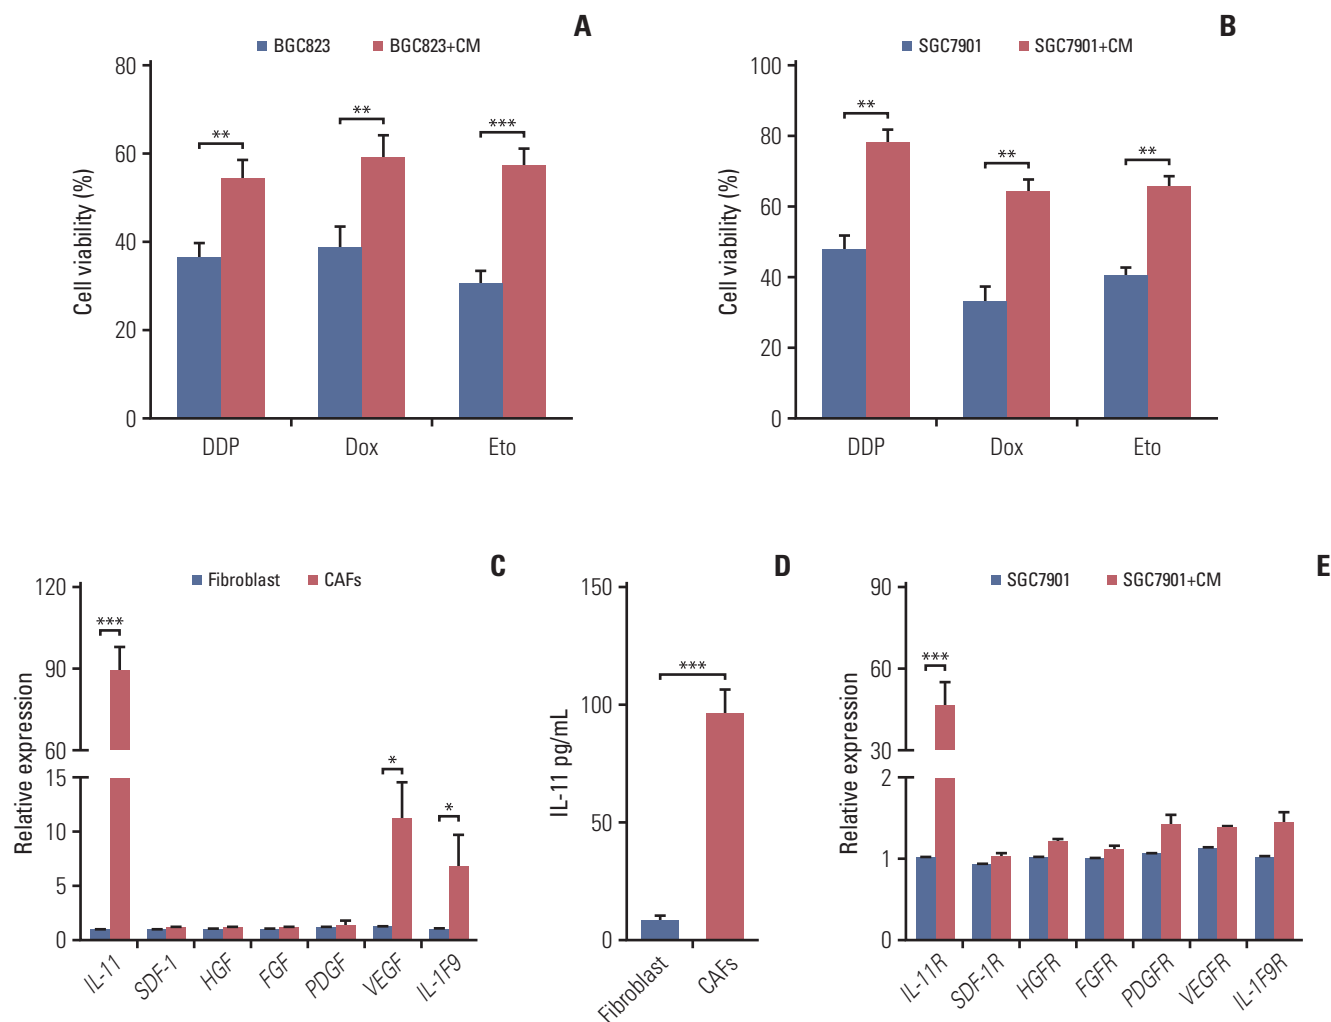 A
BGC823 BGC823+CM
Cell viability (%)
80
60
40
20
0
** ** ***
DDP Dox Eto
B
SGC7901 SGC7901+CM
Cell viability (%)
100
80
60
40
20
0
** ** **
DDP Dox Eto
C
Fibroblast CAFs
Relative expression
120
90
60
15
10
5
0
*** * *
IL-11 SDF-1 HGF FGF PDGF VEGF IL-1F9
D
IL-11 pg/mL
150
100
50
0
***
Fibroblast CAFs
E
SGC7901 SGC7901+CM
Relative expression
90
60
30
2
1
0
***
IL-11R SDF-1R HGFR FGFR PDGFR VEGFR IL-1F9R